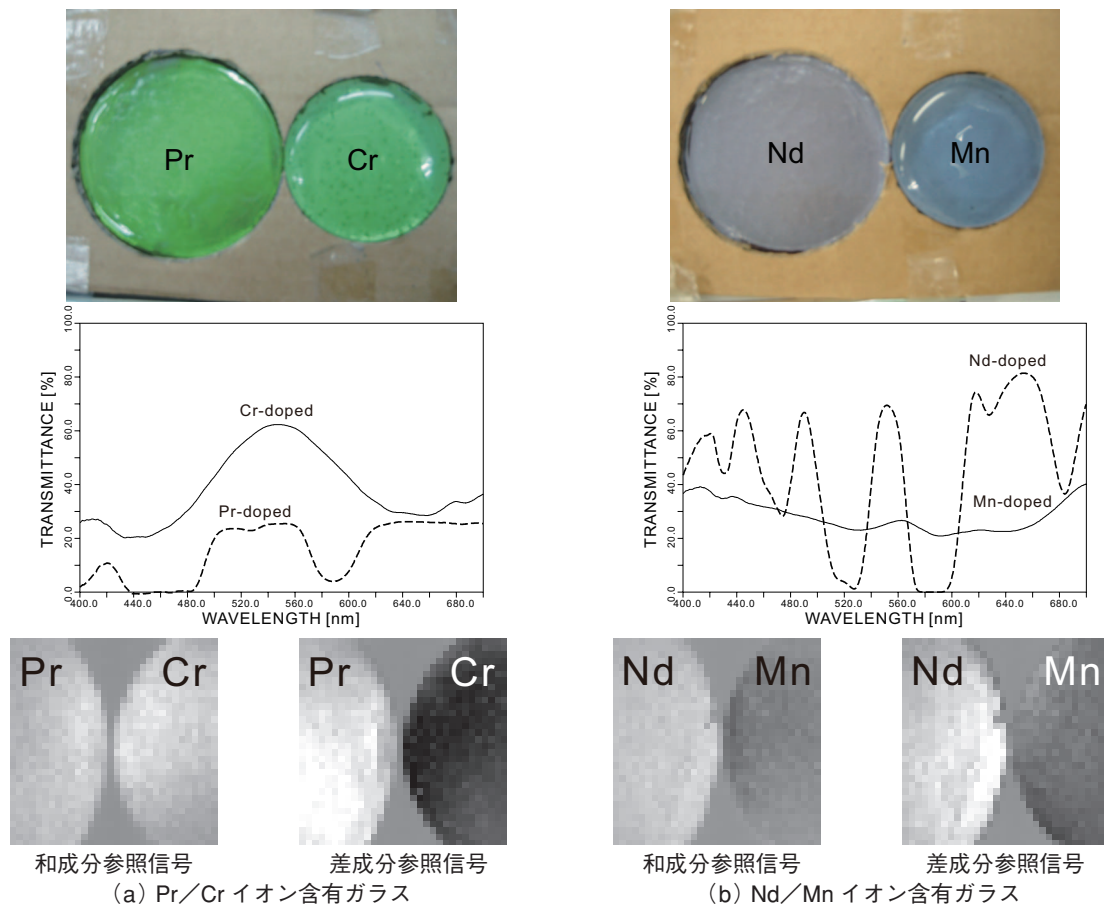 Pr
Cr
Nd
Mn
100.0
80.0
60.0
40.0
20.0
0.0
TRANSMITTANCE [%]
Cr-doped
Pr-doped
400.0 440.0 480.0 520.0 560.0 600.0 640.0 680.0
WAVELENGTH [nm]
100.0
80.0
60.0
40.0
20.0
0.0
TRANSMITTANCE [%]
Nd-doped
Mn-doped
400.0 440.0 480.0 520.0 560.0 600.0 640.0 680.0
WAVELENGTH [nm]
Pr Cr
Pr Cr
Nd Mn
Nd Mn
和成分参照信号
差成分参照信号
(a) Pr/Cr イオン含有ガラス
和成分参照信号
差成分参照信号
(b) Nd/Mn イオン含有ガラス